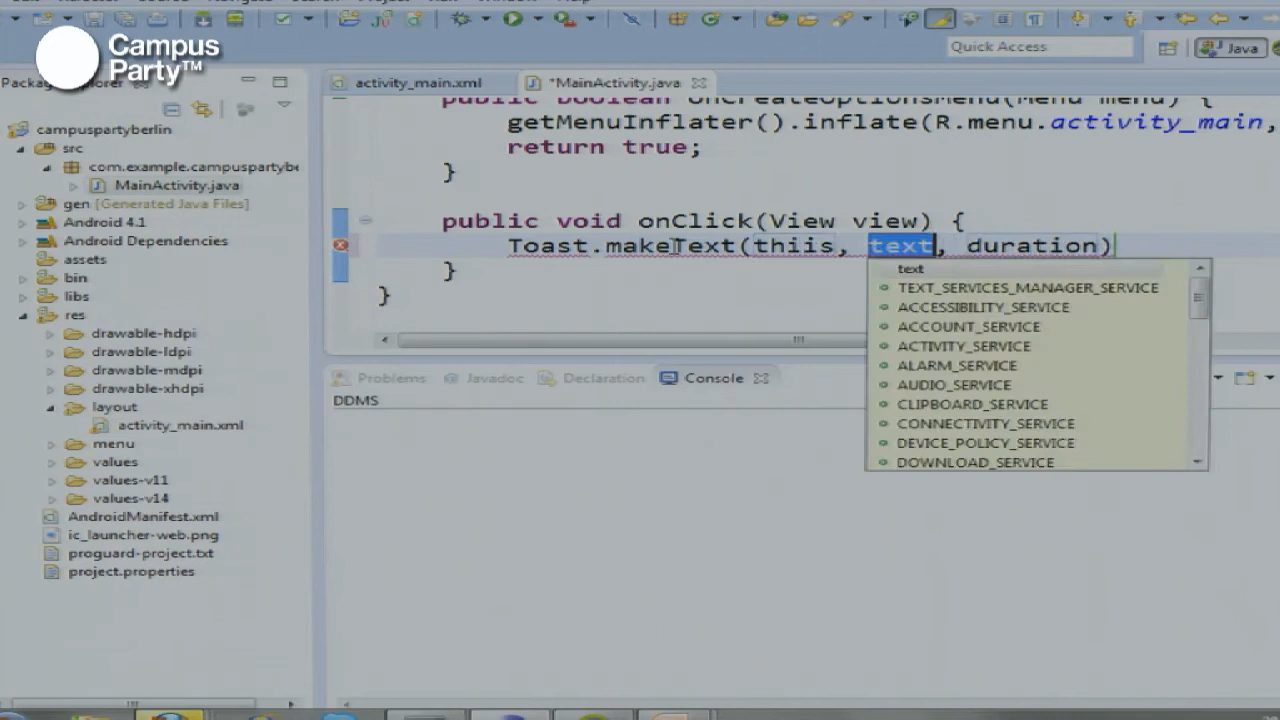 Campus
Party™
Quick Access
Java
activity_main.xml
*MainActivity.java
campuspartyberlin
src
com.example.campuspartybe
MainActivity.java
gen [Generated Java Files]
Android 4.1
Android Dependencies
assets
bin
libs
res
drawable-hdpi
drawable-ldpi
drawable-mdpi
drawable-xhdpi
layout
activity_main.xml
menu
values
values-v11
values-v14
AndroidManifest.xml
ic_launcher-web.png
proguard-project.txt
project.properties
public boolean onCreateOptionsMenu(Menu menu) {
getMenuInflater().inflate(R.menu.activity_main,
return true;
}
public void onClick(View view) {
Toast.makeText(thiis, text, duration)
}
}
text
TEXT_SERVICES_MANAGER_SERVICE
ACCESSIBILITY_SERVICE
ACCOUNT_SERVICE
ACTIVITY_SERVICE
ALARM_SERVICE
AUDIO_SERVICE
CLIPBOARD_SERVICE
CONNECTIVITY_SERVICE
DEVICE_POLICY_SERVICE
DOWNLOAD_SERVICE
Problems
Javadoc
Declaration
Console
DDMS